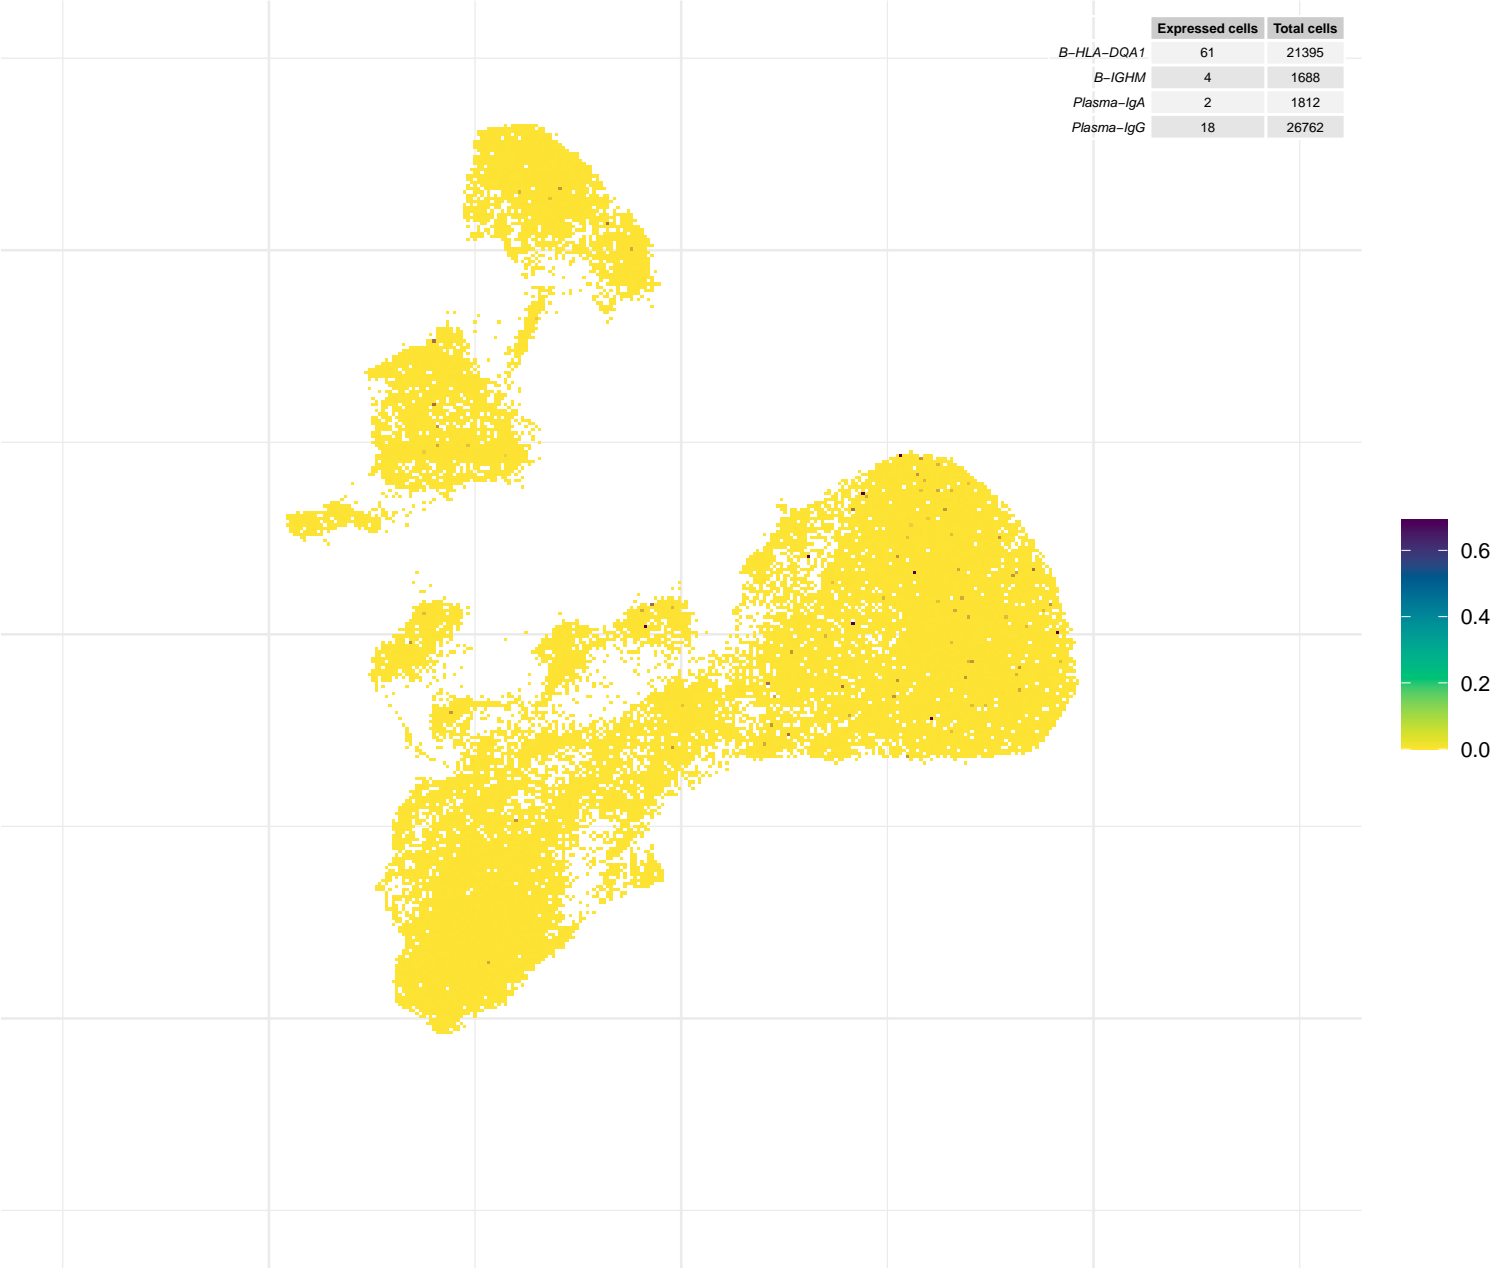 Expressed cells Total cells
B−HLA−DQA1 61 21395
B−IGHM 4 1688
Plasma−IgA 2 1812
Plasma−IgG 18 26762
0.6
0.4
0.2
0.0